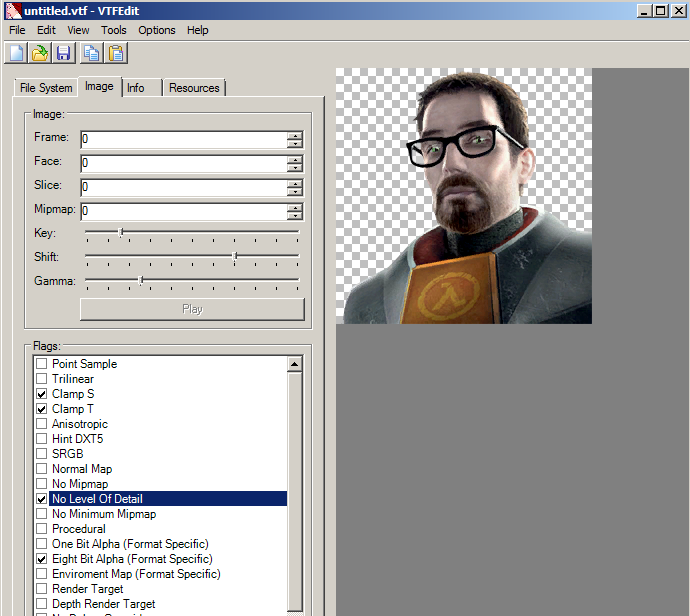 untitled.vtf - VTFEdit
File Edit View Tools Options Help
File System Image Info Resources
Image:
Frame: 0
Face: 0
Slice: 0
Mipmap: 0
Key:
Shift:
Gamma:
Play
Flags:
Point Sample
Trilinear
Clamp S
Clamp T
Anisotropic
Hint DXT5
SRGB
Normal Map
No Mipmap
No Level Of Detail
No Minimum Mipmap
Procedural
One Bit Alpha (Format Specific)
Eight Bit Alpha (Format Specific)
Enviroment Map (Format Specific)
Render Target
Depth Render Target